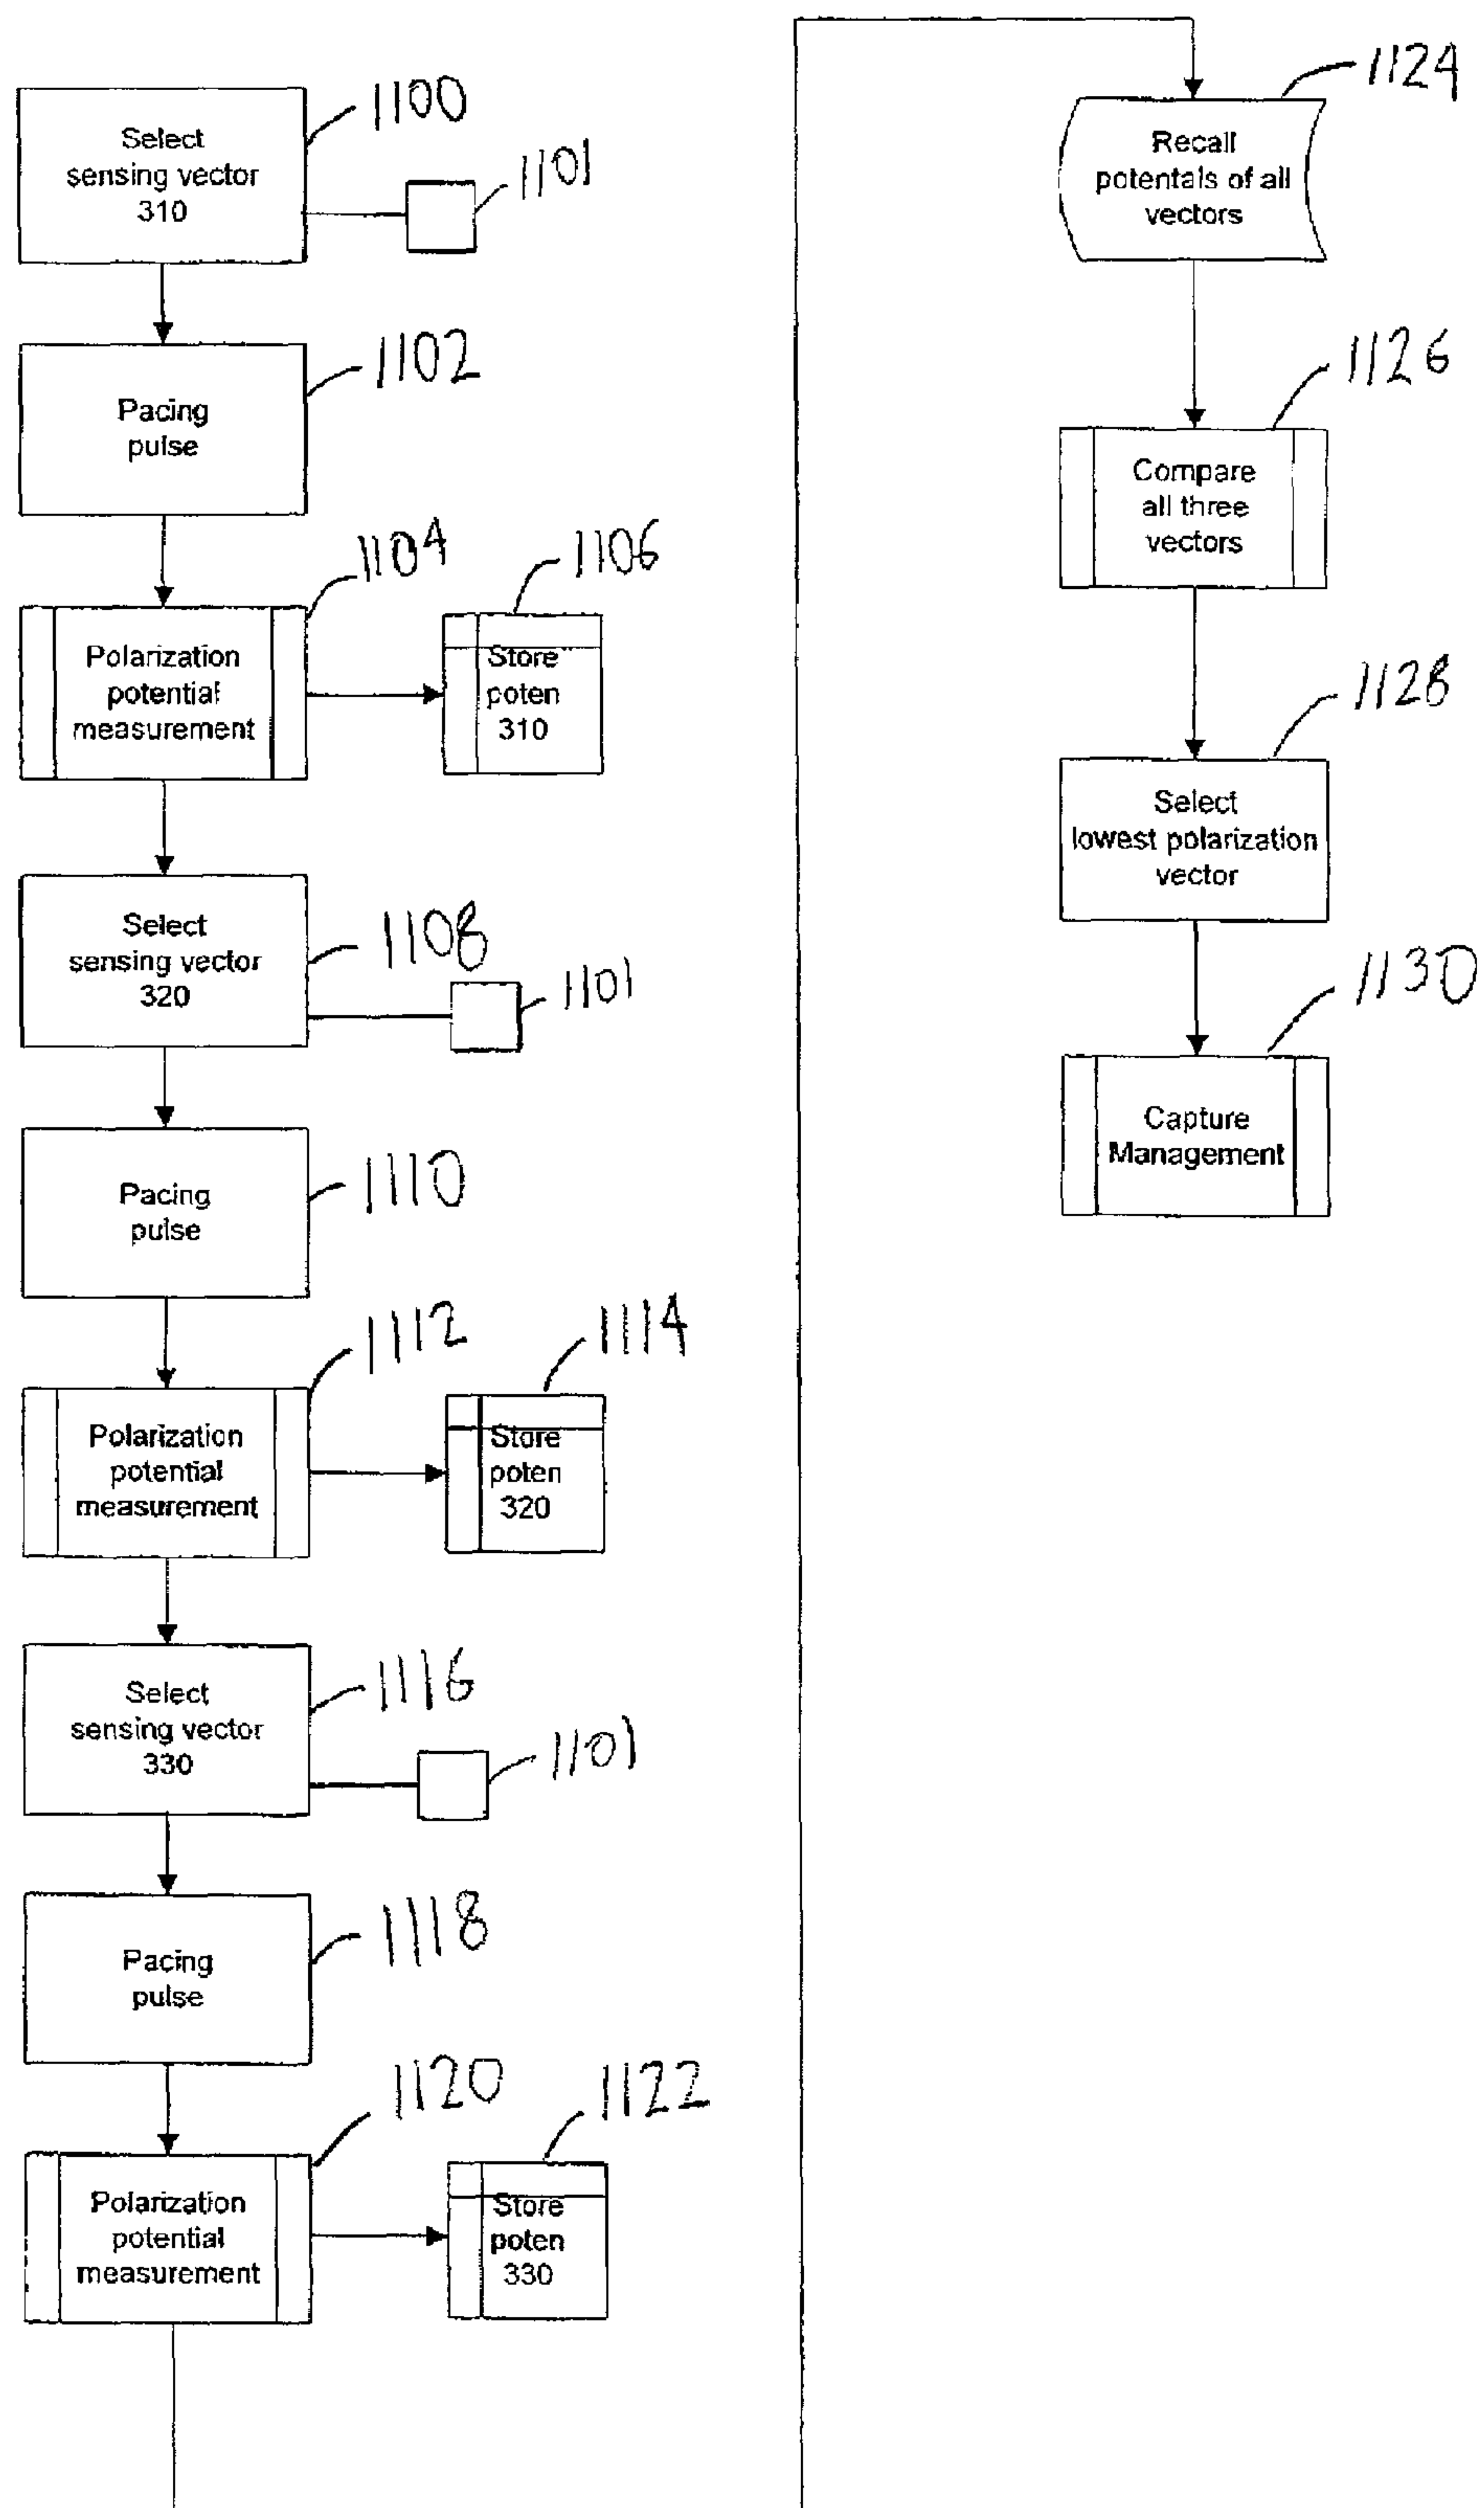 Select
sensing vector
310
1100
1101
Pacing
pulse
1102
Polarization
potential
measurement
1104
Store
poten
310
1106
Select
sensing vector
320
1108
1101
Pacing
pulse
1110
Polarization
potential
measurement
1112
Store
poten
320
1114
Select
sensing vector
330
1116
1101
Pacing
pulse
1118
Polarization
potential
measurement
1120
Store
poten
330
1122
Recall
potentals of all
vectors
1124
Compare
all three
vectors
1126
Select
lowest polarization
vector
1128
Capture
Management
1130